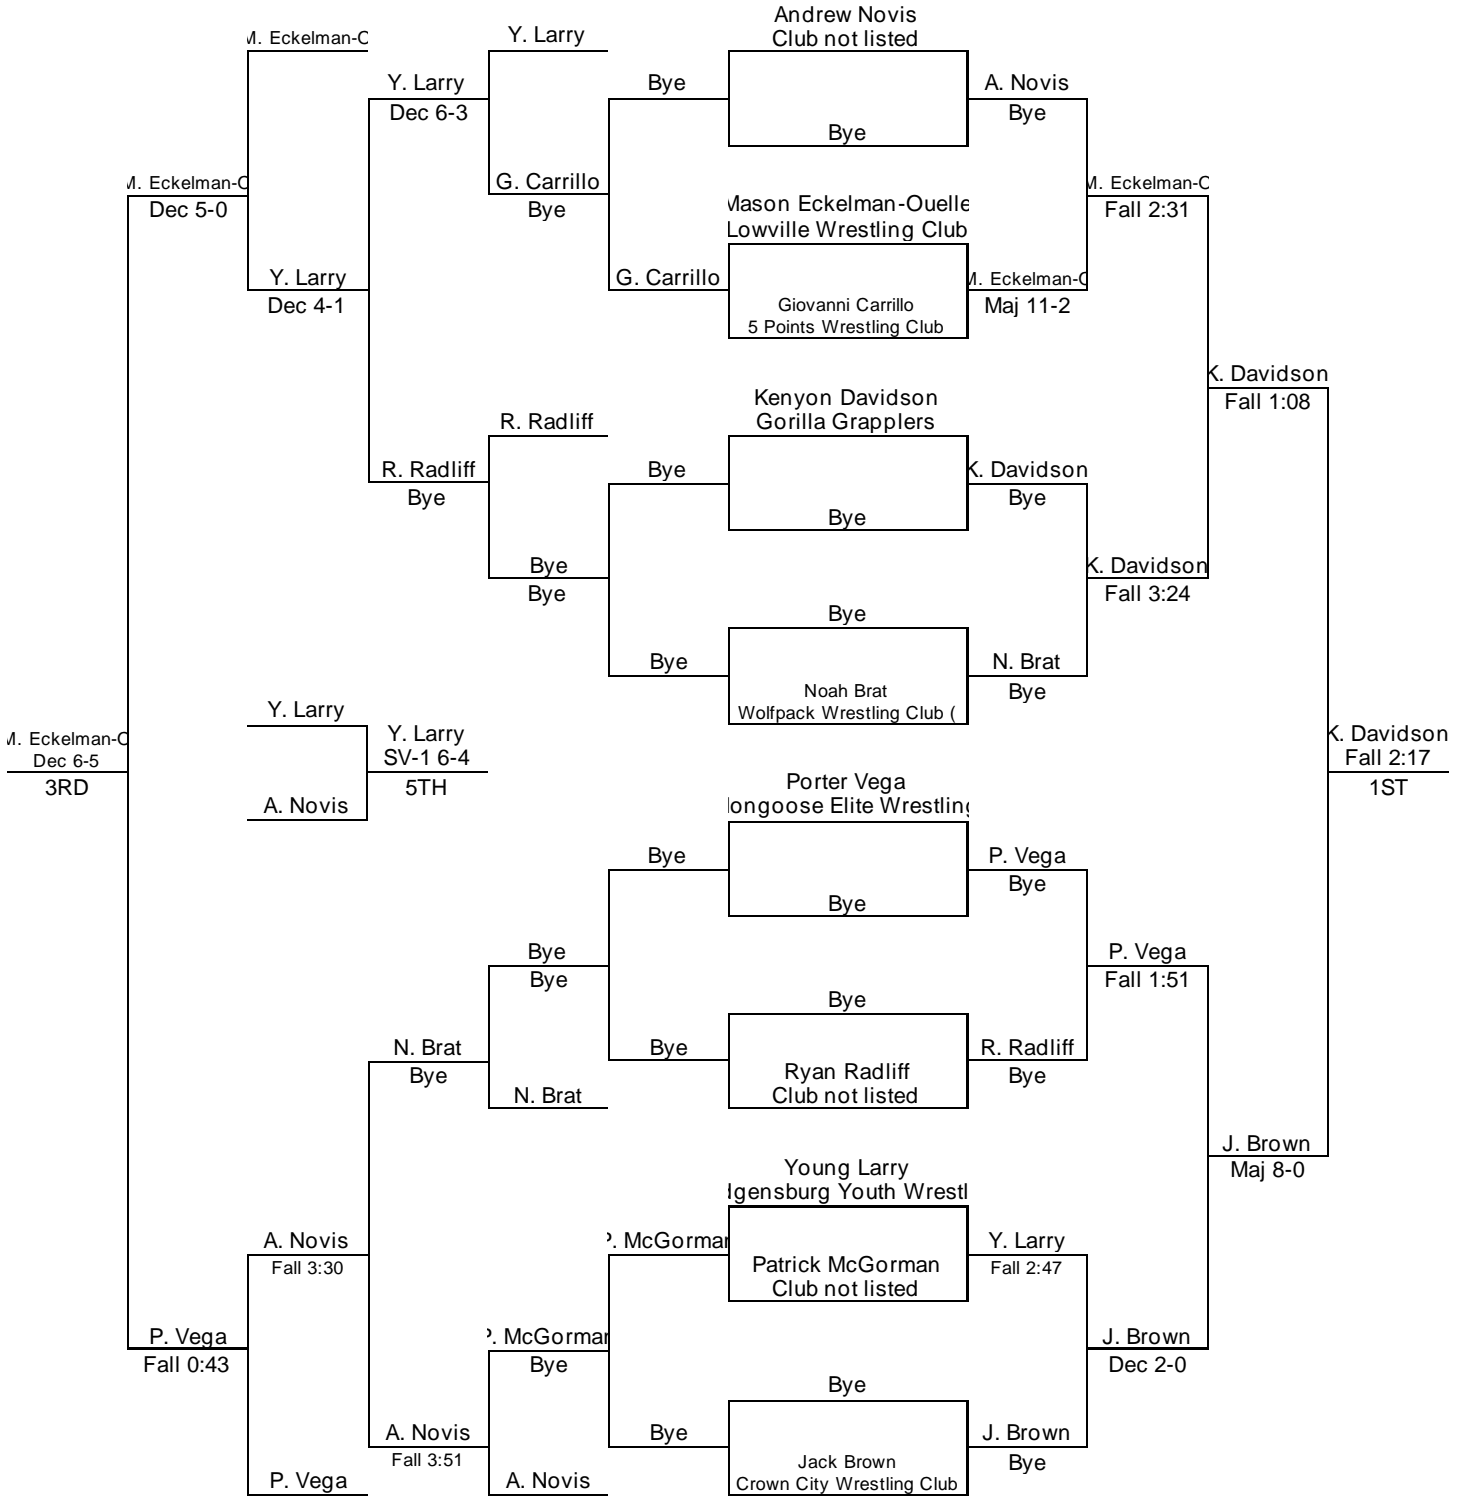 Andrew Novis
M. Eckelman-O
Y. Larry
Club not listed
Y. Larry
Bye
A. Novis
Dec 6-3
Bye
Bye
M. Eckelman-O
G. Carrillo
M. Eckelman-O
Dec 5-0
Bye
Mason Eckelman-Ouelle
Fall 2:31
Lowville Wrestling Club
Y. Larry
G. Carrillo
M. Eckelman-O
Dec 4-1
Giovanni Carrillo
Maj 11-2
5 Points Wrestling Club
K. Davidson
Kenyon Davidson
Fall 1:08
R. Radliff
Gorilla Grapplers
R. Radliff
Bye
K. Davidson
Bye
Bye
Bye
Bye
K. Davidson
Bye
Fall 3:24
Bye
Bye
N. Brat
Noah Brat
Bye
Y. Larry
Wolfpack Wrestling Club (
M. Eckelman-O
Y. Larry
K. Davidson
Dec 6-5
SV-1 6-4
Fall 2:17
3RD
5TH
Porter Vega
1ST
A. Novis
ongoose Elite Wrestling
Bye
P. Vega
Bye
Bye
Bye
P. Vega
Bye
Fall 1:51
Bye
N. Brat
Bye
R. Radliff
Bye
Ryan Radliff
Bye
N. Brat
Club not listed
J. Brown
Young Larry
Maj 8-0
dgensburg Youth Wrestl
A. Novis
P. McGorman
Y. Larry
Fall 3:30
Patrick McGorman
Fall 2:47
Club not listed
P. Vega
P. McGorman
J. Brown
Fall 0:43
Bye
Dec 2-0
Bye
A. Novis
Bye
J. Brown
Fall 3:51
Jack Brown
Bye
P. Vega
A. Novis
Crown City Wrestling Club